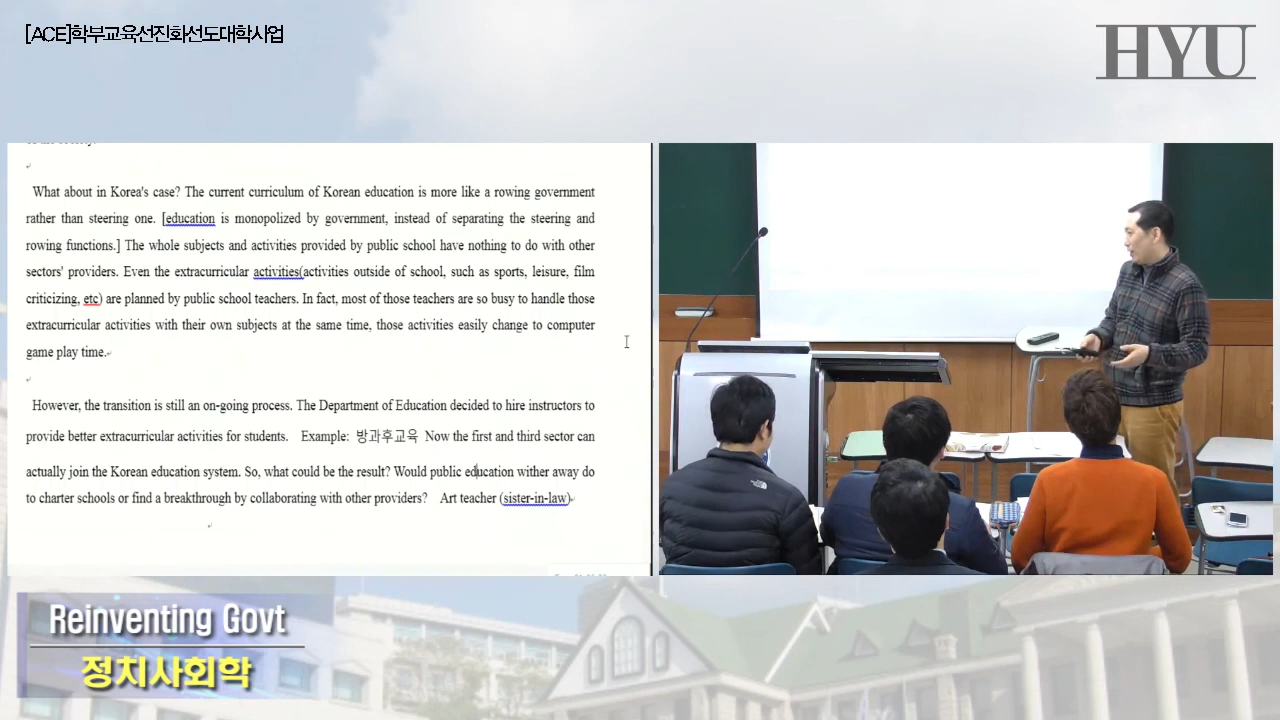 [ACE]학부교육선진화선도대학사업
HYU
What about in Korea's case? The current curriculum of Korean education is more like a rowing government
rather than steering one. [education is monopolized by government, instead of separating the steering and
rowing functions.] The whole subjects and activities provided by public school have nothing to do with other
sectors' providers. Even the extracurricular activities(activities outside of school, such as sports, leisure, film
criticizing, etc) are planned by public school teachers. In fact, most of those teachers are so busy to handle those
extracurricular activities with their own subjects at the same time, those activities easily change to computer
game play time.
However, the transition is still an on-going process. The Department of Education decided to hire instructors to
provide better extracurricular activities for students. Example: 방과후교육 Now the first and third sector can
actually join the Korean education system. So, what could be the result? Would public education wither away do
to charter schools or find a breakthrough by collaborating with other providers? Art teacher (sister-in-law)
Reinventing Govt
정치사회학